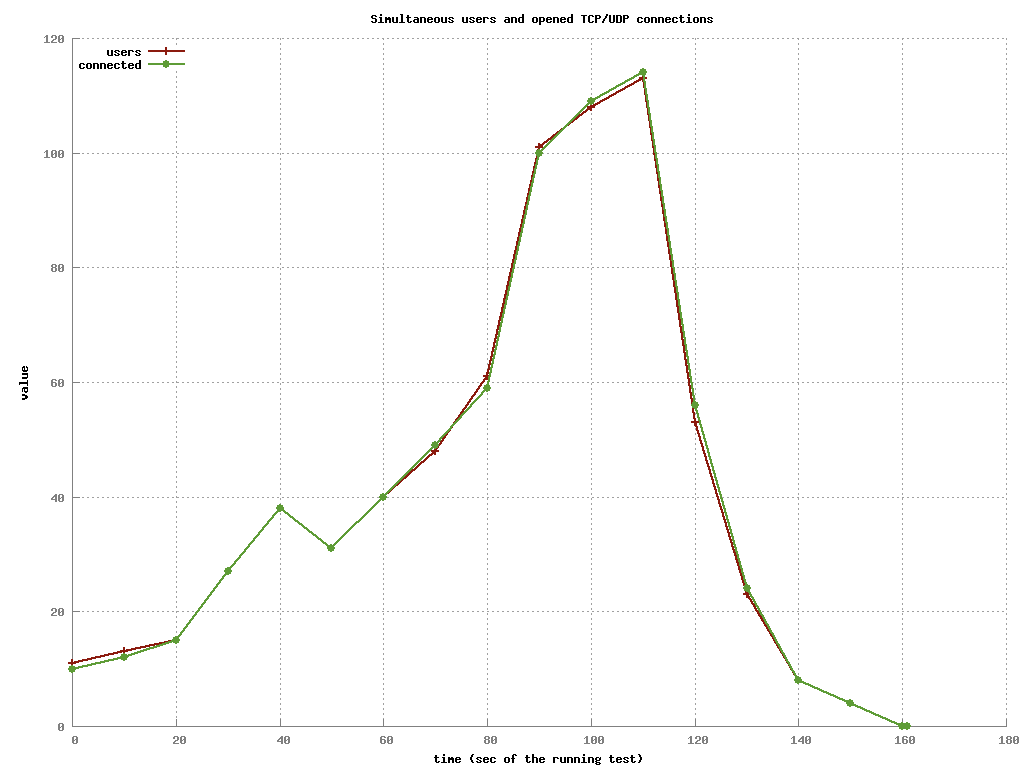 Simultaneous users and opened TCP/UDP connections
120
users
connected
100
80
60
40
20
0
value
0 20 40 60 80 100 120 140 160 180
time (sec of the running test)